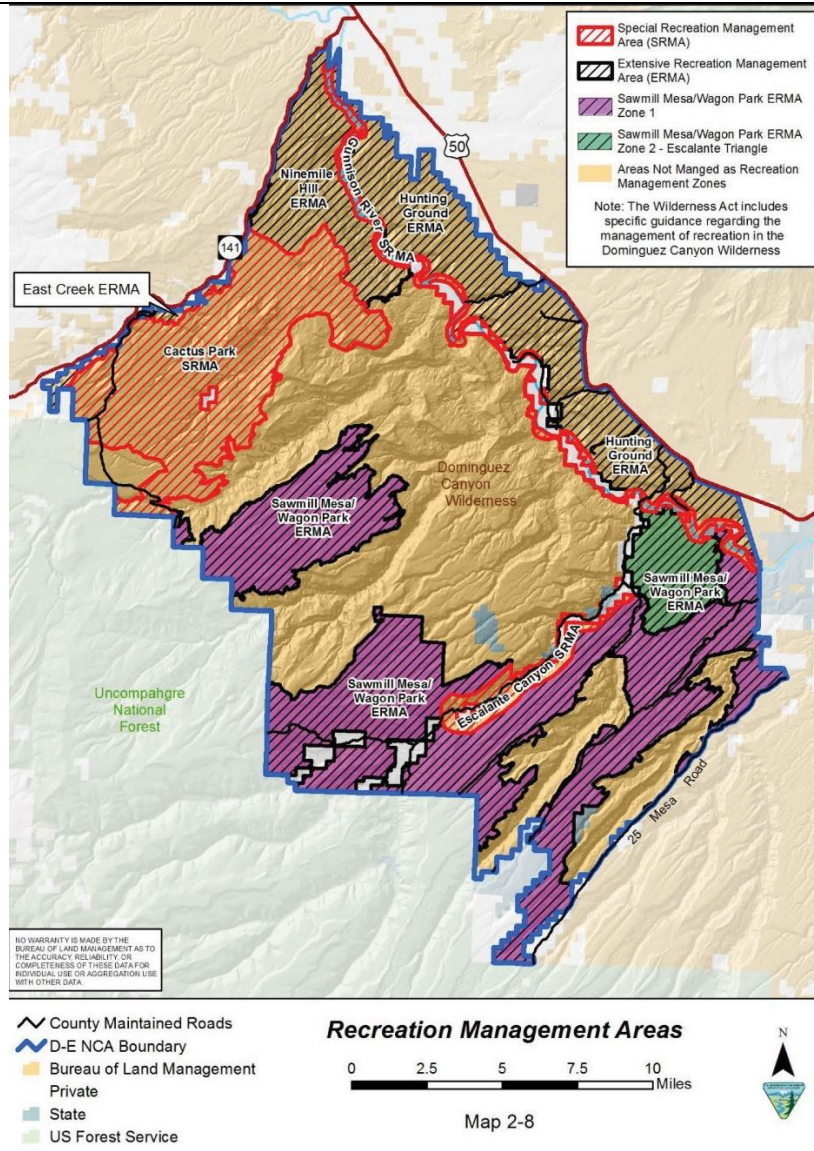 Special Recreation Management
Area (SRMA)
Extensive Recreation Management
Area (ERMA)
Sawmill Mesa/Wagon Park ERMA
Zone 1
Sawmill Mesa/Wagon Park ERMA
Zone 2 - Escalante Triangle
Areas Not Manged as Recreation
Management Zones
Note: The Wilderness Act includes
specific guidance regarding the
management of recreation in the
Dominguez Canyon Wilderness
50
Ninemile
Hill
ERMA
Gunnison River SRMA
Hunting
Ground
ERMA
141
East Creek ERMA
Cactus Park
SRMA
Hunting
Ground
ERMA
Dominguez
Canyon
Wilderness
Sawmill Mesa/
Wagon Park
ERMA
Sawmill Mesa/
Wagon Park
ERMA
Sawmill Mesa/
Wagon Park
ERMA
Escalante Canyon SRMA
Uncompahgre
National
Forest
25 Mesa Road
NO WARRANTY IS MADE BY THE
BUREAU OF LAND MANAGEMENT AS TO
THE ACCURACY, RELIABILITY, OR
COMPLETENESS OF THESE DATA FOR
INDIVIDUAL USE OR AGGREGATION USE
WITH OTHER DATA
County Maintained Roads
D-E NCA Boundary
Bureau of Land Management
Private
State
US Forest Service
Recreation Management Areas
0 2.5 5 7.5 10
Miles
Map 2-8
N